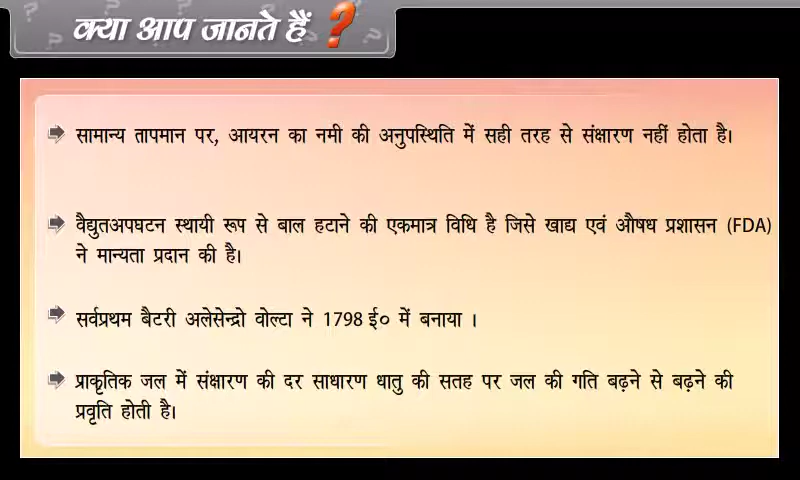 क्या आप जानते हैं ?
सामान्य तापमान पर, आयरन का नमी की अनुपस्थिति में सही तरह से संक्षारण नहीं होता है।
वैद्युतअपघटन स्थायी रूप से बाल हटाने की एकमात्र विधि है जिसे खाद्य एवं औषध प्रशासन (FDA)
ने मान्यता प्रदान की है।
सर्वप्रथम बैटरी अलेसेन्द्रो वोल्टा ने 1798 ई० में बनाया ।
प्राकृतिक जल में संक्षारण की दर साधारण धातु की सतह पर जल की गति बढ़ने से बढ़ने की
प्रवृति होती है।